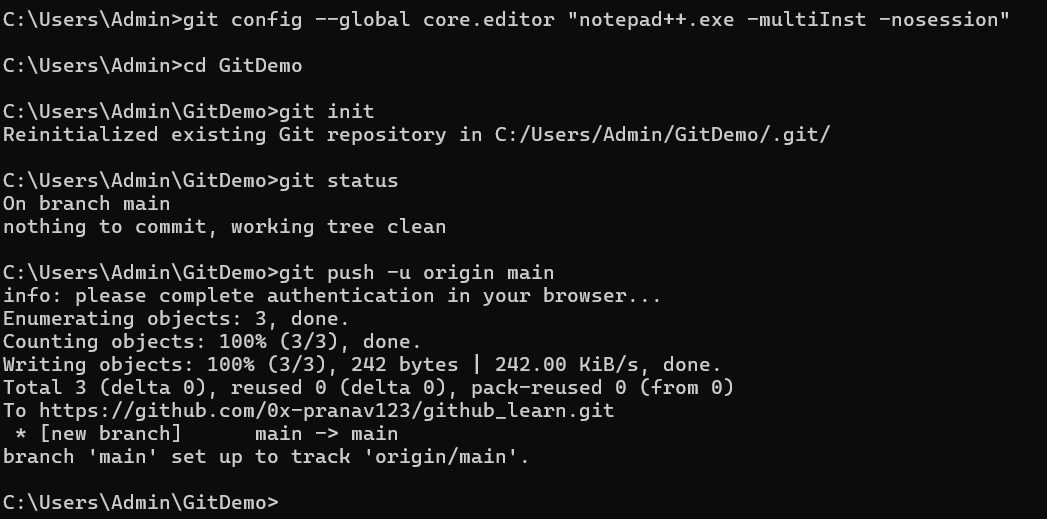 C:\Users\Admin>git config --global core.editor "notepad++.exe -multiInst -nosession"
C:\Users\Admin>cd GitDemo
C:\Users\Admin\GitDemo>git init
Reinitialized existing Git repository in C:/Users/Admin/GitDemo/.git/
C:\Users\Admin\GitDemo>git status
On branch main
nothing to commit, working tree clean
C:\Users\Admin\GitDemo>git push -u origin main
info: please complete authentication in your browser...
Enumerating objects: 3, done.
Counting objects: 100% (3/3), done.
Writing objects: 100% (3/3), 242 bytes | 242.00 KiB/s, done.
Total 3 (delta 0), reused 0 (delta 0), pack-reused 0 (from 0)
To https://github.com/0x-pranav123/github_learn.git
 * [new branch]      main -> main
branch 'main' set up to track 'origin/main'.
C:\Users\Admin\GitDemo>